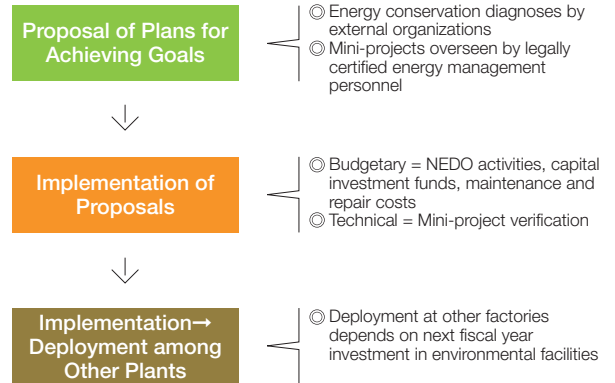 Proposal of Plans for
Achieving Goals
◎ Energy conservation diagnoses by
external organizations
◎ Mini-projects overseen by legally
certified energy management
personnel
Implementation of
Proposals
◎ Budgetary = NEDO activities, capital
investment funds, maintenance and
repair costs
◎ Technical = Mini-project verification
Implementation→
Deployment among
Other Plants
◎ Deployment at other factories
depends on next fiscal year
investment in environmental facilities